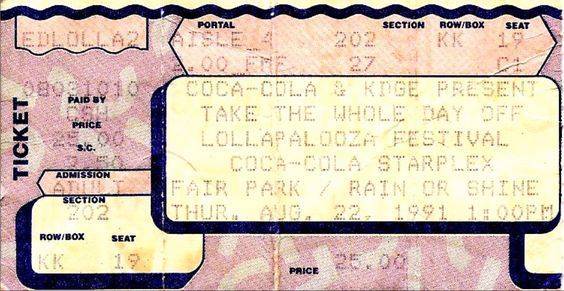 PORTAL SECTION ROW/BOX SEAT
EDLOLLA2 AISLE 4 202 KK 19
27
COCA-COLA & KDGE PRESENT
TAKE THE WHOLE DAY OFF
LOLLAPALOOZA FESTIVAL
COCA-COLA STARPLEX
FAIR PARK / RAIN OR SHINE
THUR. AUG. 22, 1991 1:00PM
TICKET
PAID BY
PRICE
25.00
S.C.
ADMISSION
ADULT
SECTION
202
ROW/BOX SEAT
KK 19
PRICE 25.00